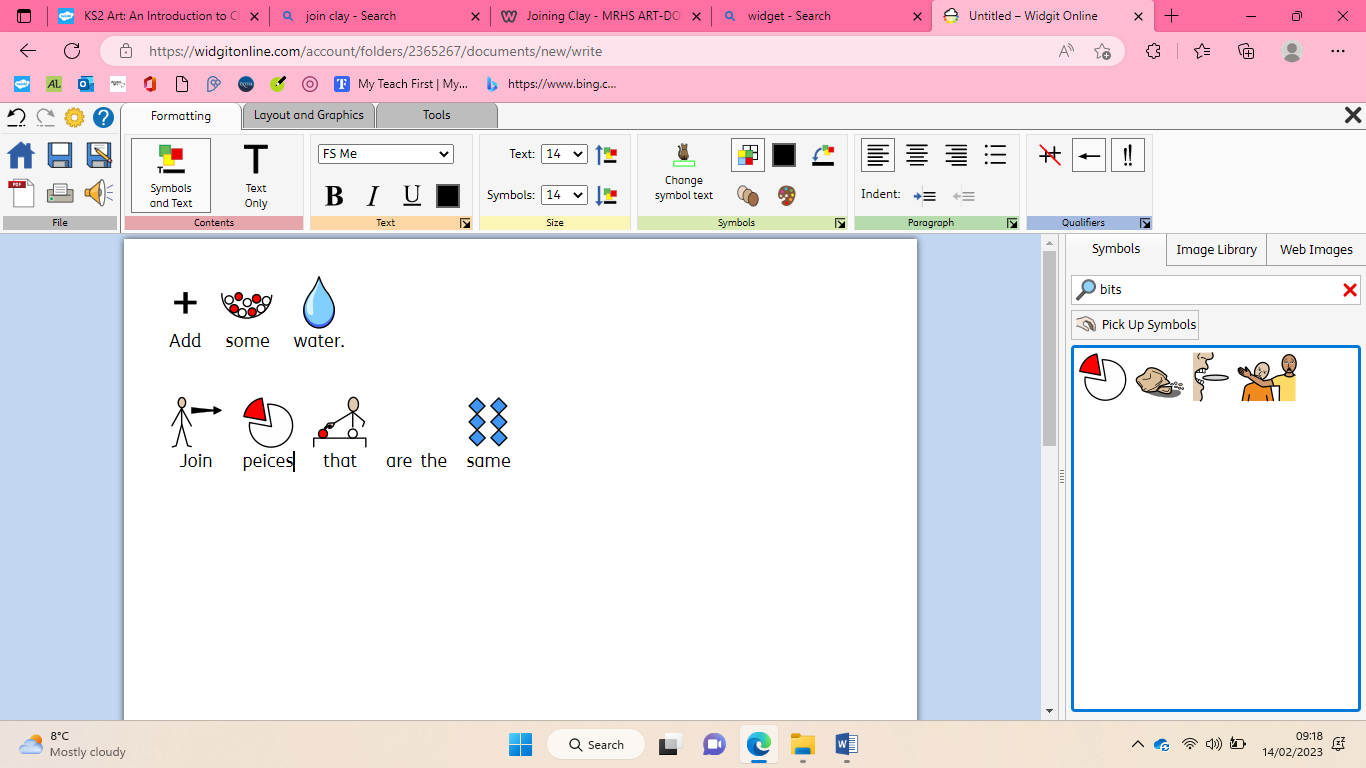 KS2 Art: An Introduction to Cl
join clay - Search
Joining Clay - MRHS ART-DO
widget - Search
Untitled – Widgit Online
https://widgitonline.com/account/folders/2365267/documents/new/write
My Teach First | My...
https://www.bing.c...
Formatting
Layout and Graphics
Tools
Symbols and Text
Text Only
FS Me
B I U
Text: 14
Symbols: 14
Change symbol text
Indent:
File
Contents
Text
Size
Symbols
Paragraph
Qualifiers
Symbols
Image Library
Web Images
bits
Pick Up Symbols
Add some water.
Join peices that are the same
8°C
Mostly cloudy
Search
09:18
14/02/2023